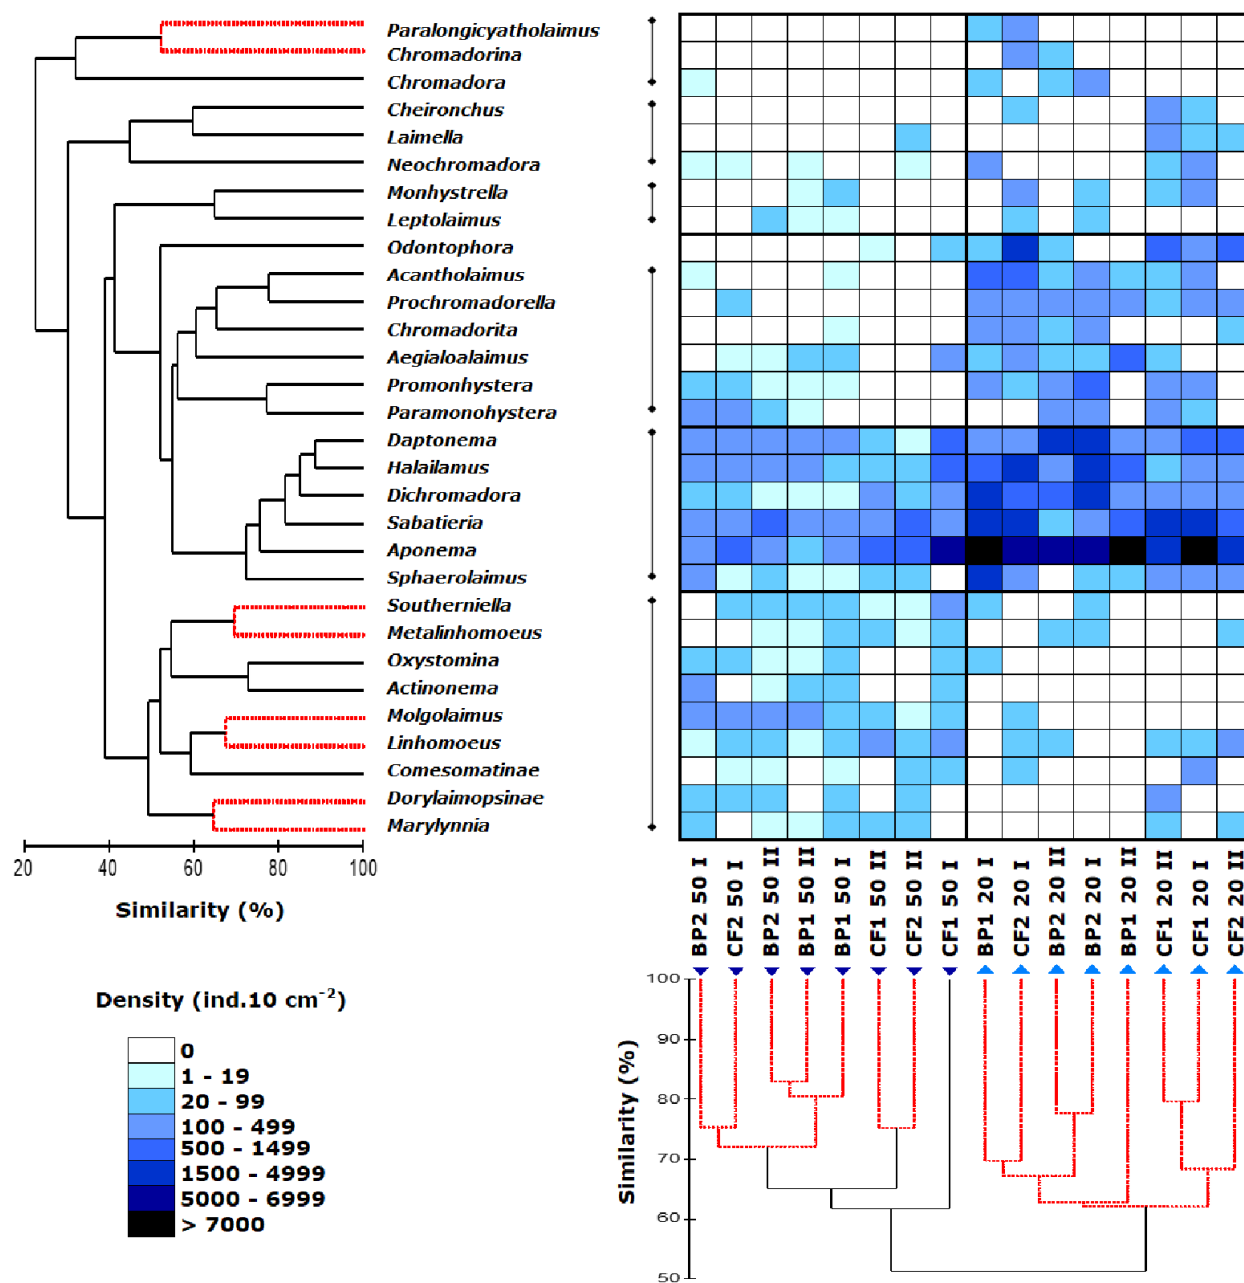 Paralongicyatholaimus
Chromadorina
Chromadora
Cheironchus
Laimella
Neochromadora
Monhystrella
Leptolaimus
Odontophora
Acantholaimus
Prochromadorella
Chromadorita
Aegialoalaimus
Promonhystera
Paramonohystera
Daptonema
Halailamus
Dichromadora
Sabatieria
Aponema
Sphaerolaimus
Southerniella
Metalinhomoeus
Oxystomina
Actinonema
Molgolaimus
Linhomoeus
Comesomatinae
Dorylaimopsinae
Marylynnia
20 40 60 80 100
Similarity (%)
BP2 50 I
CF2 50 I
BP2 50 II
BP1 50 II
BP1 50 I
CF1 50 II
CF2 50 II
CF1 50 I
BP1 20 I
CF2 20 I
BP2 20 II
BP2 20 I
BP1 20 II
CF1 20 II
CF1 20 I
CF2 20 II
Density (ind.10 cm-2)
0
1 - 19
20 - 99
100 - 499
500 - 1499
1500 - 4999
5000 - 6999
> 7000
Similarity (%)
100
90
80
70
60
50